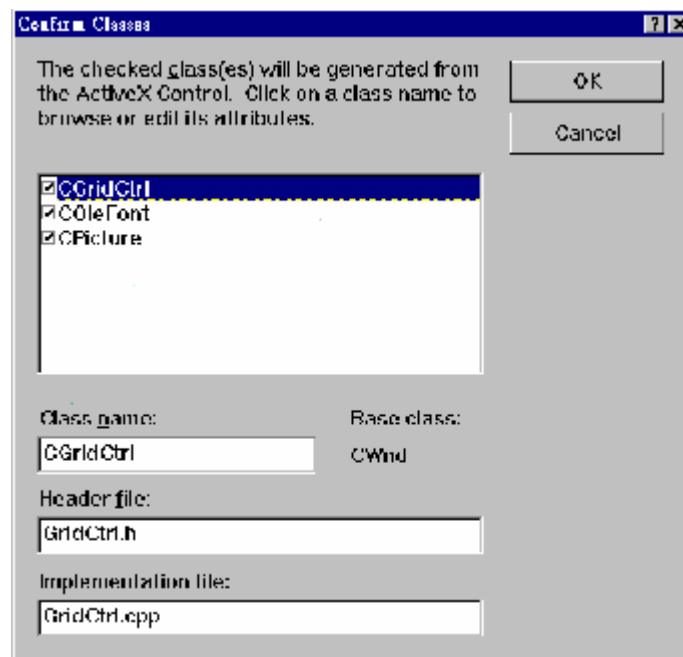 Confirm Classes
The checked class(es) will be generated from
the ActiveX Control. Click on a class name to
browse or edit its attributes.
OK
Cancel
CGridCtrl
COleFont
CPicture
Class name:
Base class:
CGridCtrl
CWnd
Header file:
GridCtrl.h
Implementation file:
GridCtrl.cpp